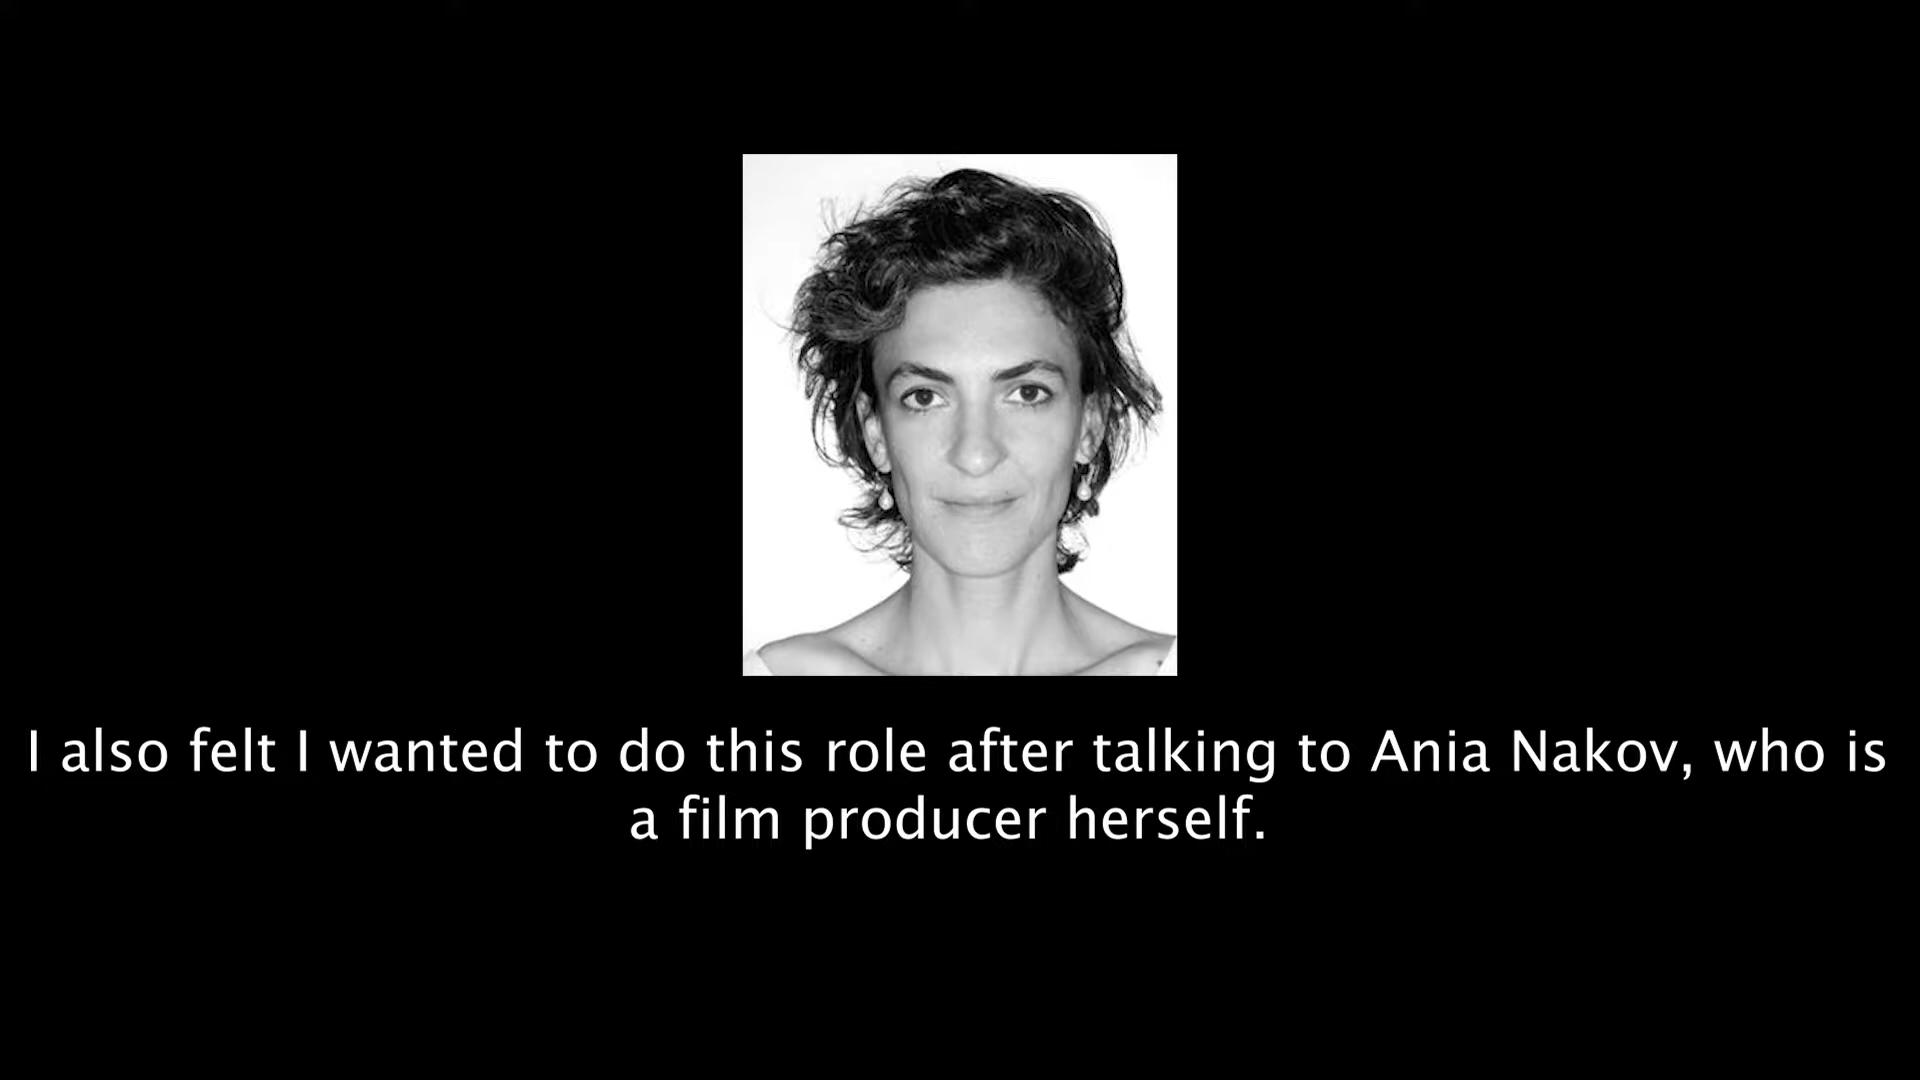 I also felt I wanted to do this role after talking to Ania Nakov, who is
a film producer herself.